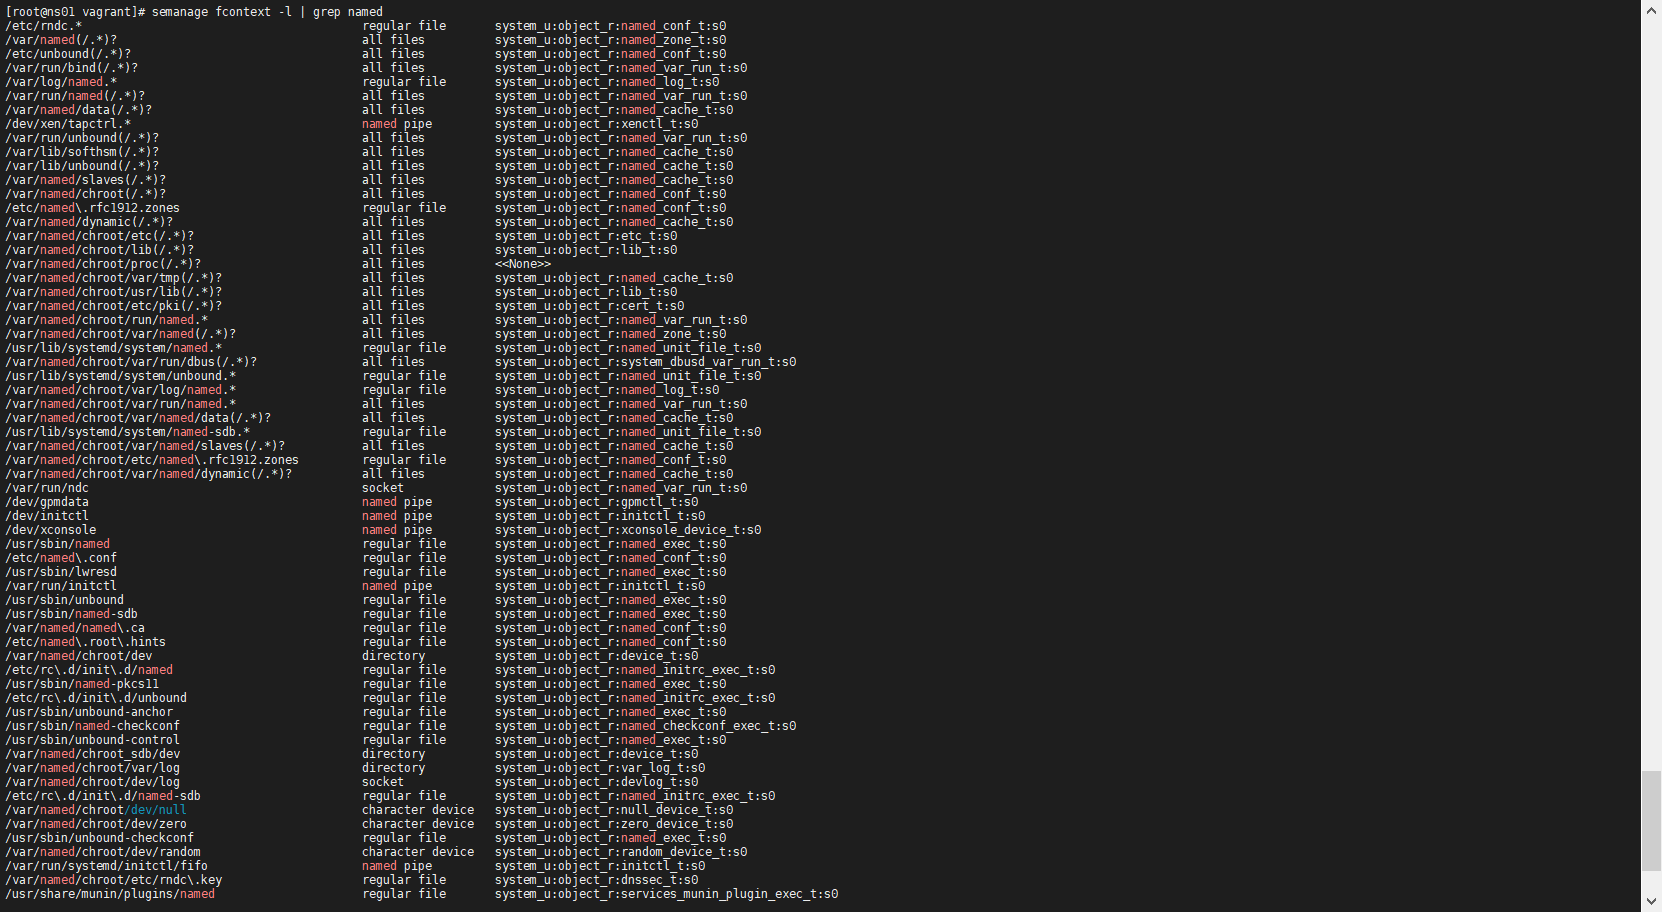 [root@ns01 vagrant]# semanage fcontext -l | grep named
/etc/rndc.* regular file system_u:object_r:named_conf_t:s0
/var/named(/.*)? all files system_u:object_r:named_zone_t:s0
/etc/unbound(/.*)? all files system_u:object_r:named_conf_t:s0
/var/run/bind(/.*)? all files system_u:object_r:named_var_run_t:s0
/var/log/named.* regular file system_u:object_r:named_log_t:s0
/var/run/named(/.*)? all files system_u:object_r:named_var_run_t:s0
/var/named/data(/.*)? all files system_u:object_r:named_cache_t:s0
/dev/xen/tapctrl.* named pipe system_u:object_r:xenctl_t:s0
/var/run/unbound(/.*)? all files system_u:object_r:named_var_run_t:s0
/var/lib/softhsm(/.*)? all files system_u:object_r:named_cache_t:s0
/var/lib/unbound(/.*)? all files system_u:object_r:named_cache_t:s0
/var/named/slaves(/.*)? all files system_u:object_r:named_cache_t:s0
/var/named/chroot(/.*)? all files system_u:object_r:named_conf_t:s0
/etc/named\.rfc1912.zones regular file system_u:object_r:named_conf_t:s0
/var/named/dynamic(/.*)? all files system_u:object_r:named_cache_t:s0
/var/named/chroot/etc(/.*)? all files system_u:object_r:etc_t:s0
/var/named/chroot/lib(/.*)? all files system_u:object_r:lib_t:s0
/var/named/chroot/proc(/.*)? all files <<None>>
/var/named/chroot/var/tmp(/.*)? all files system_u:object_r:named_cache_t:s0
/var/named/chroot/usr/lib(/.*)? all files system_u:object_r:lib_t:s0
/var/named/chroot/etc/pki(/.*)? all files system_u:object_r:cert_t:s0
/var/named/chroot/run/named.* all files system_u:object_r:named_var_run_t:s0
/var/named/chroot/var/named(/.*)? all files system_u:object_r:named_zone_t:s0
/usr/lib/systemd/system/named.* regular file system_u:object_r:named_unit_file_t:s0
/var/named/chroot/var/run/dbus(/.*)? all files system_u:object_r:system_dbusd_var_run_t:s0
/usr/lib/systemd/system/unbound.* regular file system_u:object_r:named_unit_file_t:s0
/var/named/chroot/var/log/named.* regular file system_u:object_r:named_log_t:s0
/var/named/chroot/var/run/named.* all files system_u:object_r:named_var_run_t:s0
/var/named/chroot/var/named/data(/.*)? all files system_u:object_r:named_cache_t:s0
/usr/lib/systemd/system/named-sdb.* regular file system_u:object_r:named_unit_file_t:s0
/var/named/chroot/var/named/slaves(/.*)? all files system_u:object_r:named_cache_t:s0
/var/named/chroot/etc/named\.rfc1912.zones regular file system_u:object_r:named_conf_t:s0
/var/named/chroot/var/named/dynamic(/.*)? all files system_u:object_r:named_cache_t:s0
/var/run/ndc socket system_u:object_r:named_var_run_t:s0
/dev/gpmdata named pipe system_u:object_r:gpmctl_t:s0
/dev/initctl named pipe system_u:object_r:initctl_t:s0
/dev/xconsole named pipe system_u:object_r:xconsole_device_t:s0
/usr/sbin/named regular file system_u:object_r:named_exec_t:s0
/etc/named\.conf regular file system_u:object_r:named_conf_t:s0
/usr/sbin/lwresd regular file system_u:object_r:named_exec_t:s0
/var/run/initctl named pipe system_u:object_r:initctl_t:s0
/usr/sbin/unbound regular file system_u:object_r:named_exec_t:s0
/usr/sbin/named-sdb regular file system_u:object_r:named_exec_t:s0
/var/named/named\.ca regular file system_u:object_r:named_conf_t:s0
/etc/named\.root\.hints regular file system_u:object_r:named_conf_t:s0
/var/named/chroot/dev directory system_u:object_r:device_t:s0
/etc/rc\.d/init\.d/named regular file system_u:object_r:named_initrc_exec_t:s0
/usr/sbin/named-pkcs11 regular file system_u:object_r:named_exec_t:s0
/etc/rc\.d/init\.d/unbound regular file system_u:object_r:named_initrc_exec_t:s0
/usr/sbin/unbound-anchor regular file system_u:object_r:named_exec_t:s0
/usr/sbin/named-checkconf regular file system_u:object_r:named_checkconf_exec_t:s0
/usr/sbin/unbound-control regular file system_u:object_r:named_exec_t:s0
/var/named/chroot_sdb/dev directory system_u:object_r:device_t:s0
/var/named/chroot/var/log directory system_u:object_r:var_log_t:s0
/var/named/chroot/dev/log socket system_u:object_r:devlog_t:s0
/etc/rc\.d/init\.d/named-sdb regular file system_u:object_r:named_initrc_exec_t:s0
/var/named/chroot/dev/null character device system_u:object_r:null_device_t:s0
/var/named/chroot/dev/zero character device system_u:object_r:zero_device_t:s0
/usr/sbin/unbound-checkconf regular file system_u:object_r:named_exec_t:s0
/var/named/chroot/dev/random character device system_u:object_r:random_device_t:s0
/var/run/systemd/initctl/fifo named pipe system_u:object_r:initctl_t:s0
/var/named/chroot/etc/rndc\.key regular file system_u:object_r:dnssec_t:s0
/usr/share/munin/plugins/named regular file system_u:object_r:services_munin_plugin_exec_t:s0